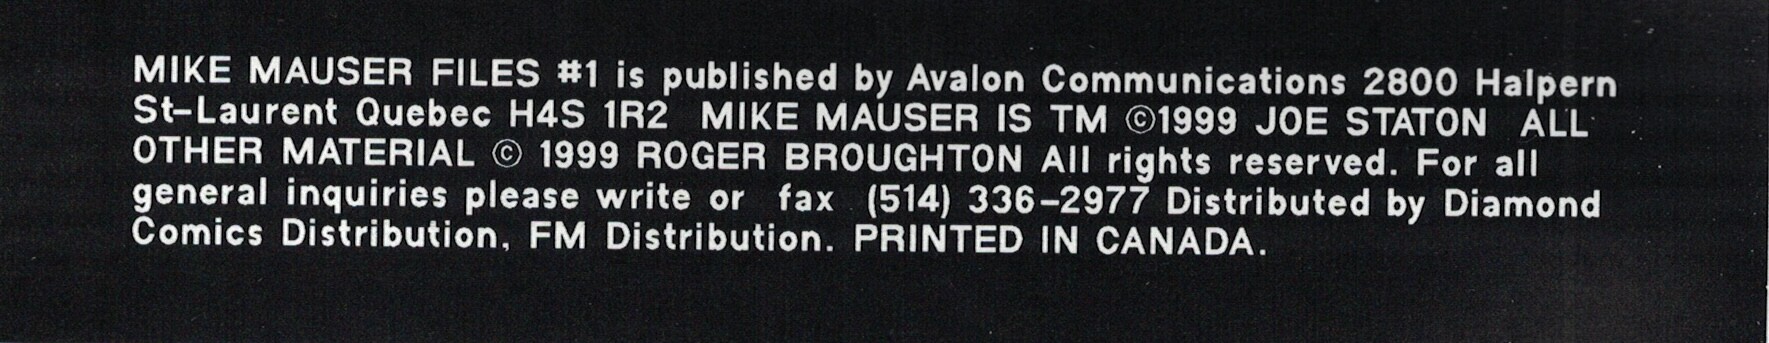 MIKE MAUSER FILES #1 is published by Avalon Communications 2800 Halpern
St-Laurent Quebec H4S 1R2 MIKE MAUSER IS TM ©1999 JOE STATON ALL
OTHER MATERIAL © 1999 ROGER BROUGHTON All rights reserved. For all
general inquiries please write or fax (514) 336-2977 Distributed by Diamond
Comics Distribution, FM Distribution. PRINTED IN CANADA.